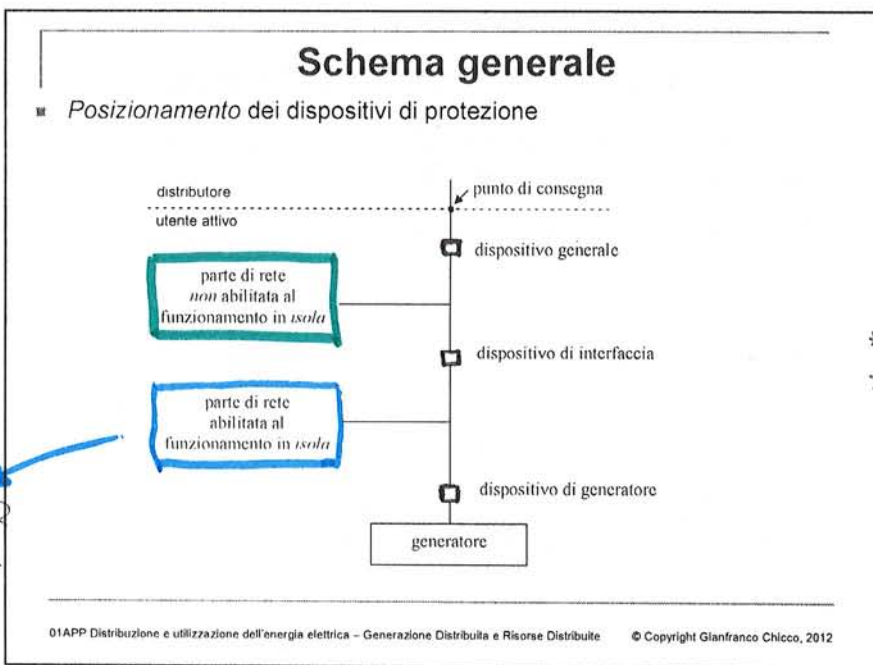 Schema generale
Posizionamento dei dispositivi di protezione
distributore
punto di consegna
utente attivo
dispositivo generale
parte di rete
non abilitata al
funzionamento in isola
dispositivo di interfaccia
parte di rete
abilitata al
funzionamento in isola
dispositivo di generatore
generatore
01APP Distribuzione e utilizzazione dell'energia elettrica – Generazione Distribuita e Risorse Distribuite © Copyright Gianfranco Chicco, 2012